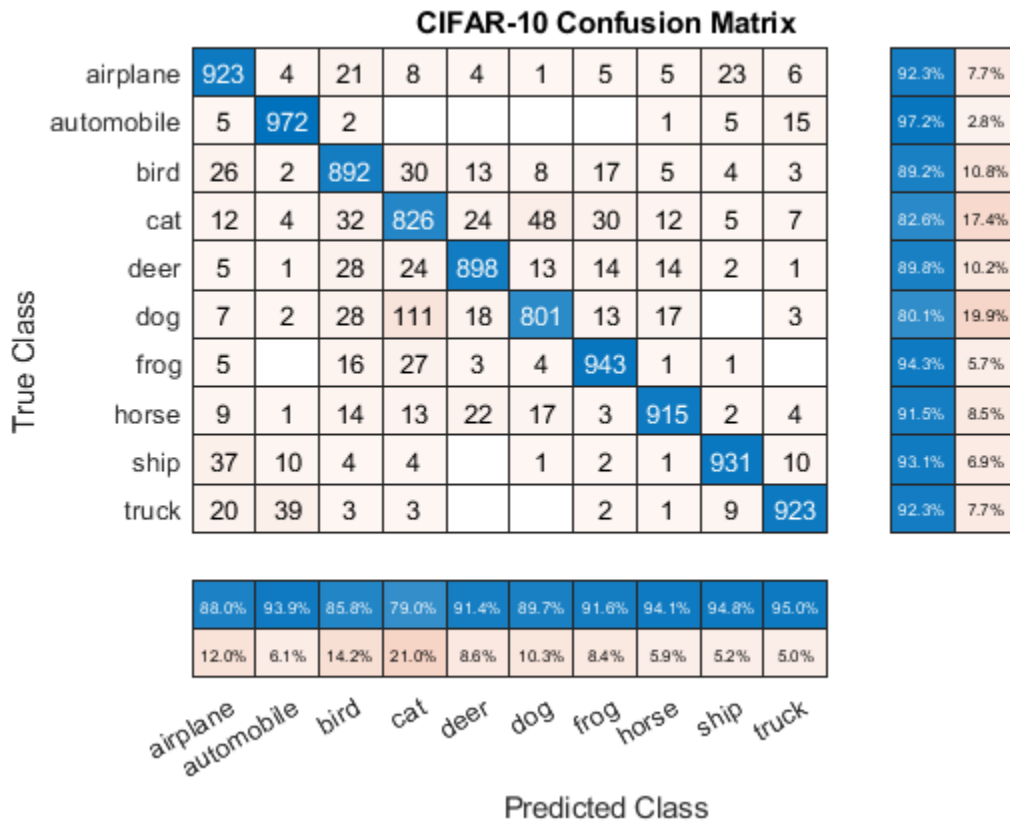 CIFAR-10 Confusion Matrix
airplane 923 4 21 8 4 1 5 5 23 6 92.3% 7.7%
automobile 5 972 2 1 5 15 97.2% 2.8%
bird 26 2 892 30 13 8 17 5 4 3 89.2% 10.8%
cat 12 4 32 826 24 48 30 12 5 7 82.6% 17.4%
deer 5 1 28 24 898 13 14 14 2 1 89.8% 10.2%
dog 7 2 28 111 18 801 13 17 3 80.1% 19.9%
frog 5 16 27 3 4 943 1 1 94.3% 5.7%
horse 9 1 14 13 22 17 3 915 2 4 91.5% 8.5%
ship 37 10 4 4 1 2 1 931 10 93.1% 6.9%
truck 20 39 3 3 2 1 9 923 92.3% 7.7%
True Class
88.0% 93.9% 85.8% 79.0% 91.4% 89.7% 91.6% 94.1% 94.8% 95.0%
12.0% 6.1% 14.2% 21.0% 8.6% 10.3% 8.4% 5.9% 5.2% 5.0%
airplane automobile bird cat deer dog frog horse ship truck
Predicted Class